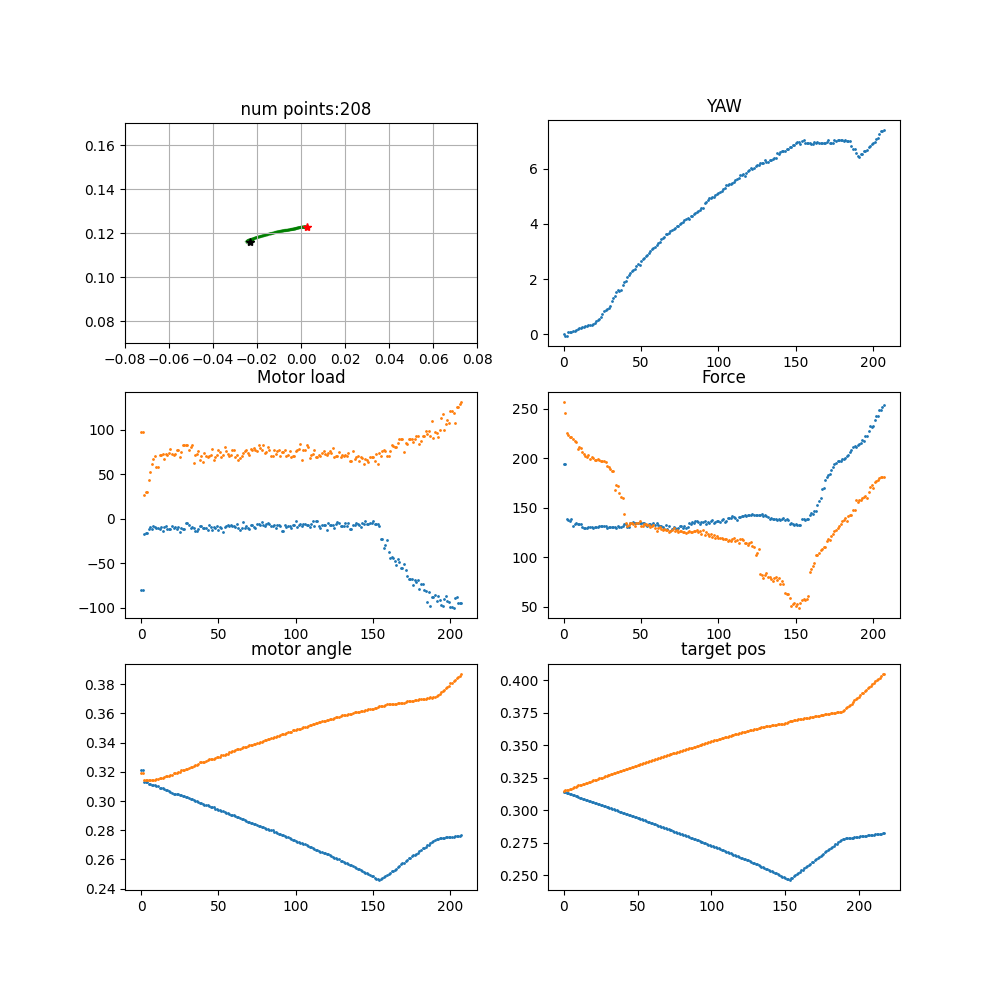 num points:208
0.16
0.14
0.12
0.10
0.08
−0.08 −0.06 −0.04 −0.02 0.00 0.02 0.04 0.06 0.08
YAW
6
4
2
0
0 50 100 150 200
Motor load
100
50
0
−50
−100
0 50 100 150 200
Force
250
200
150
100
50
0 50 100 150 200
motor angle
0.38
0.36
0.34
0.32
0.30
0.28
0.26
0.24
0 50 100 150 200
target pos
0.400
0.375
0.350
0.325
0.300
0.275
0.250
0 50 100 150 200